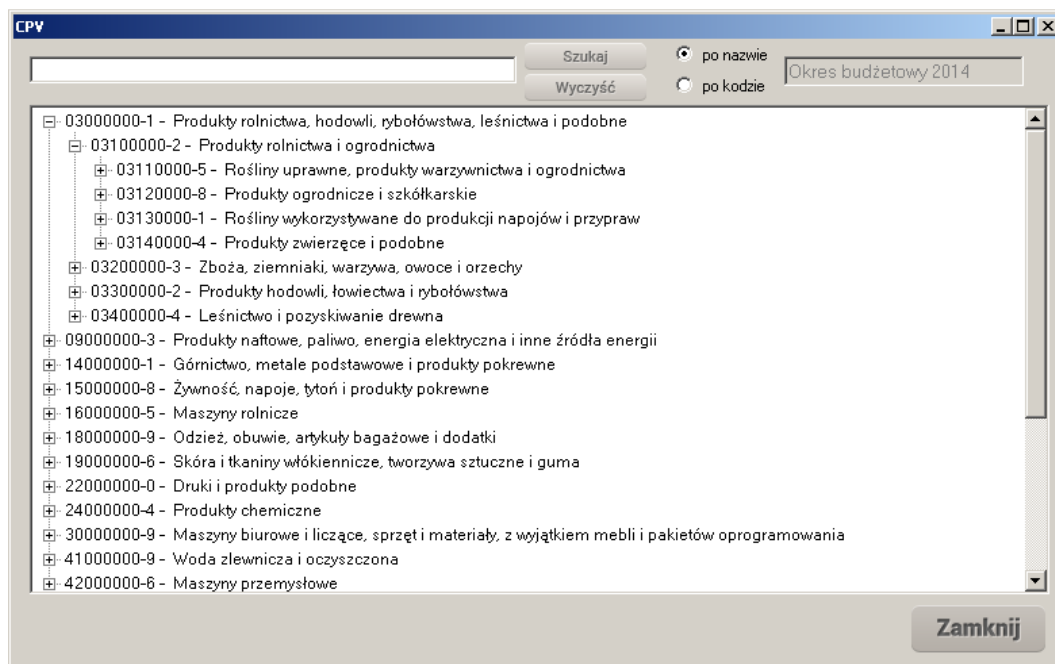 CPV
Szukaj
po nazwie
Okres budżetowy 2014
Wyczyść
po kodzie
03000000-1 - Produkty rolnictwa, hodowli, rybołówstwa, leśnictwa i podobne
03100000-2 - Produkty rolnictwa i ogrodnictwa
03110000-5 - Rośliny uprawne, produkty warzywnictwa i ogrodnictwa
03120000-8 - Produkty ogrodnicze i szkółkarskie
03130000-1 - Rośliny wykorzystywane do produkcji napojów i przypraw
03140000-4 - Produkty zwierzęce i podobne
03200000-3 - Zboża, ziemniaki, warzywa, owoce i orzechy
03300000-2 - Produkty hodowli, łowiectwa i rybołówstwa
03400000-4 - Leśnictwo i pozyskiwanie drewna
09000000-3 - Produkty naftowe, paliwo, energia elektryczna i inne źródła energii
14000000-1 - Górnictwo, metale podstawowe i produkty pokrewne
15000000-8 - Żywność, napoje, tytoń i produkty pokrewne
16000000-5 - Maszyny rolnicze
18000000-9 - Odzież, obuwie, artykuły bagażowe i dodatki
19000000-6 - Skóra i tkaniny włókiennicze, tworzywa sztuczne i guma
22000000-0 - Druki i produkty podobne
24000000-4 - Produkty chemiczne
30000000-9 - Maszyny biurowe i liczące, sprzęt i materiały, z wyjątkiem mebli i pakietów oprogramowania
41000000-9 - Woda zlewnicza i oczyszczona
42000000-6 - Maszyny przemysłowe
Zamknij